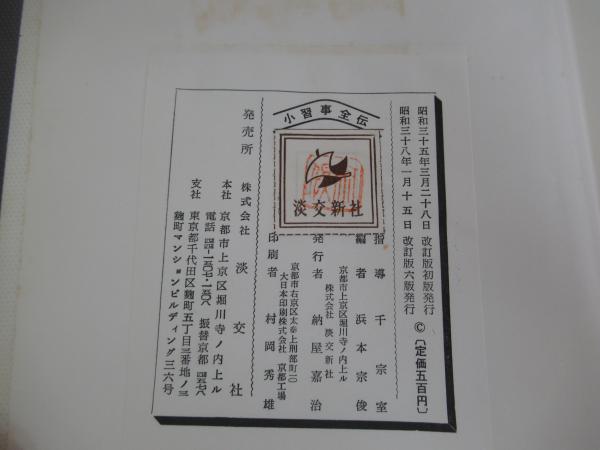 小習事全伝
淡交新社
昭和三十五年三月二十八日　改訂版初版発行
昭和三十八年一月十五日　改訂版六版発行
©〔定価五百円〕
指導　千宗室
編者　浜本宗俊
京都市上京区堀川寺ノ内上ル
株式会社　淡交新社
発行者　納屋嘉治
京都市右京区太秦上刑部町一〇
大日本印刷株式会社　京都工場
印刷者　村岡秀雄
発売所　株式会社　淡交社
本社　京都市上京区堀川寺ノ内上ル
電話　振替京都
支社　東京都千代田区麹町五丁目三番地ノ三
麹町マンションビルディング三六号